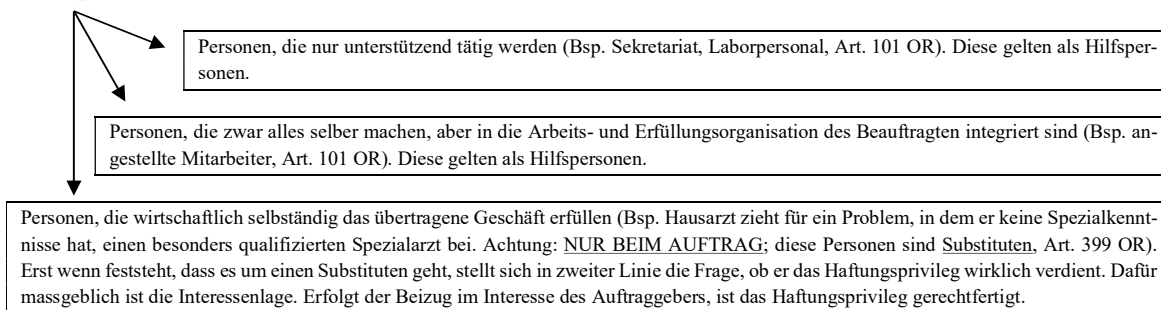 Personen, die nur unterstützend tätig werden (Bsp. Sekretariat, Laborpersonal, Art. 101 OR). Diese gelten als Hilfsper-
sonen.
Personen, die zwar alles selber machen, aber in die Arbeits- und Erfüllungsorganisation des Beauftragten integriert sind (Bsp. an-
gestellte Mitarbeiter, Art. 101 OR). Diese gelten als Hilfspersonen.
Personen, die wirtschaftlich selbständig das übertragene Geschäft erfüllen (Bsp. Hausarzt zieht für ein Problem, in dem er keine Spezialkennt-
nisse hat, einen besonders qualifizierten Spezialarzt bei. Achtung: NUR BEIM AUFTRAG; diese Personen sind Substituten, Art. 399 OR).
Erst wenn feststeht, dass es um einen Substituten geht, stellt sich in zweiter Linie die Frage, ob er das Haftungsprivileg wirklich verdient. Dafür
massgeblich ist die Interessenlage. Erfolgt der Beizug im Interesse des Auftraggebers, ist das Haftungsprivileg gerechtfertigt.